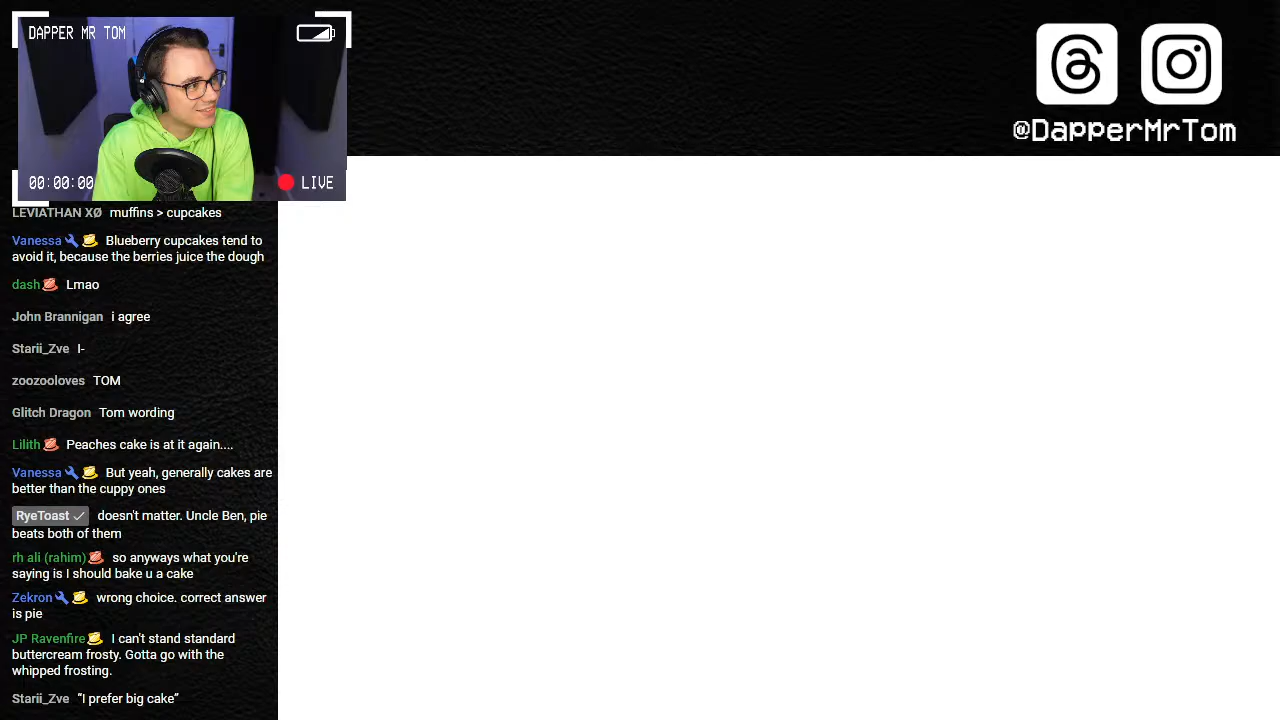 DAPPER MR TOM
00:00:00
LIVE
@DapperMrTom
LEVIATHAN XØ muffins > cupcakes
Vanessa Blueberry cupcakes tend to
avoid it, because the berries juice the dough
dash Lmao
John Brannigan i agree
Starii_Zve I-
zoozooloves TOM
Glitch Dragon Tom wording
Lilith Peaches cake is at it again....
Vanessa But yeah, generally cakes are
better than the cuppy ones
RyeToast doesn't matter. Uncle Ben, pie
beats both of them
rh ali (rahim) so anyways what you're
saying is I should bake u a cake
Zekron wrong choice. correct answer
is pie
JP Ravenfire I can't stand standard
buttercream frosty. Gotta go with the
whipped frosting.
Starii_Zve “I prefer big cake”